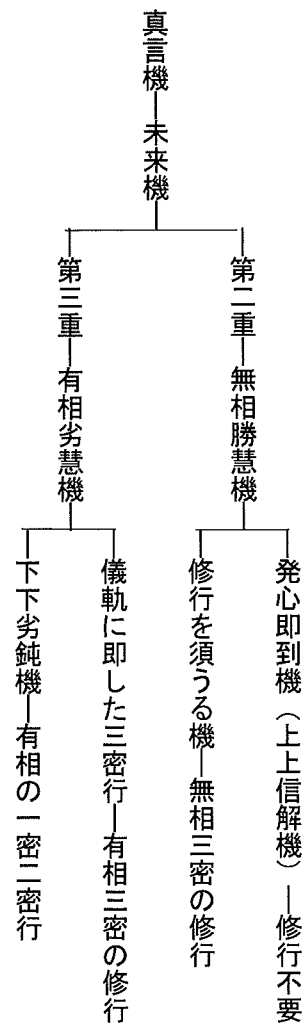 真言機―未来機
第二重―無相勝慧機
発心即到機（上上信解機）―修行不要
修行を須うる機―無相三密の修行
第三重―有相劣慧機
儀軌に即した三密行―有相三密の修行
下下劣鈍機―有相の一密二密行